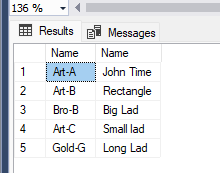 136 %
Results Messages
Name Name
1 Art-A John Time
2 Art-B Rectangle
3 Bro-B Big Lad
4 Art-C Small lad
5 Gold-G Long Lad